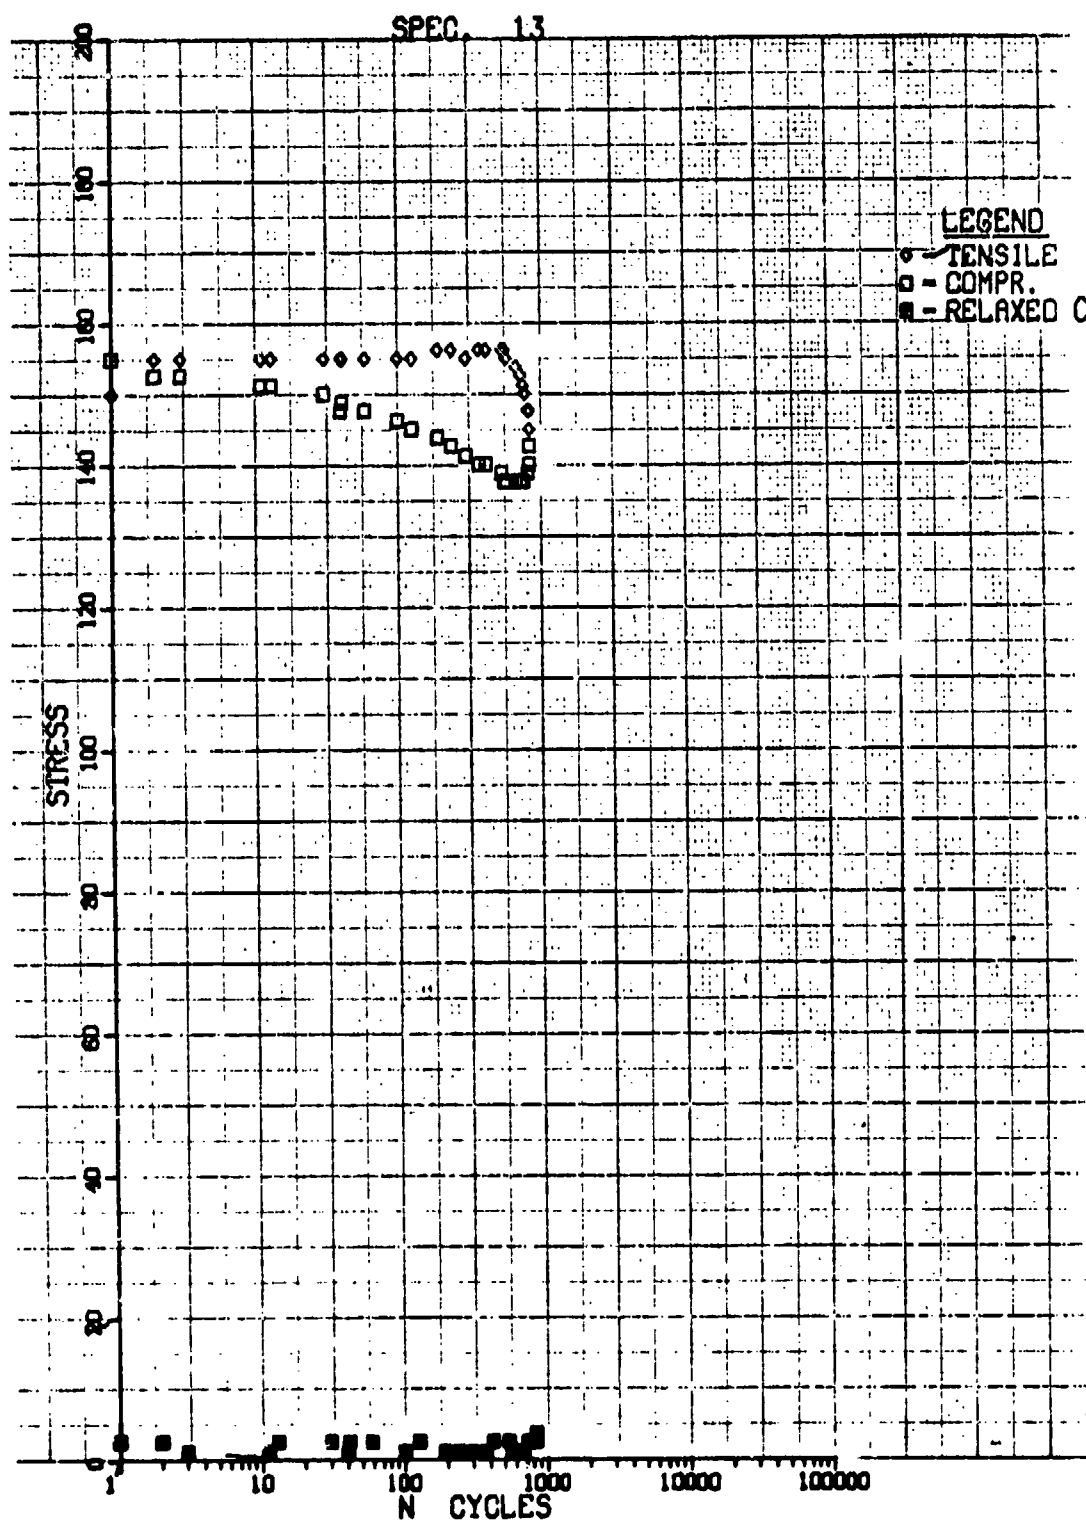 SPEC. 13
200
180
160
140
120
100
80
60
40
20
0
STRESS
LEGEND
◇ - TENSILE
□ - COMPR.
■ - RELAXED C
1 10 100 1000 10000 100000
N CYCLES